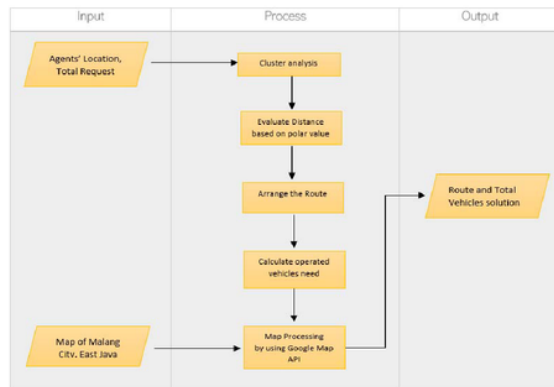 Input
Process
Output
Agents' Location,
Total Request
Cluster analysis
Evaluate Distance
based on polar value
Arrange the Route
Route and Total
Vehicles solution
Calculate operated
vehicles need
Map of Malang
City, East Java
Map Processing
by using Google Map
API